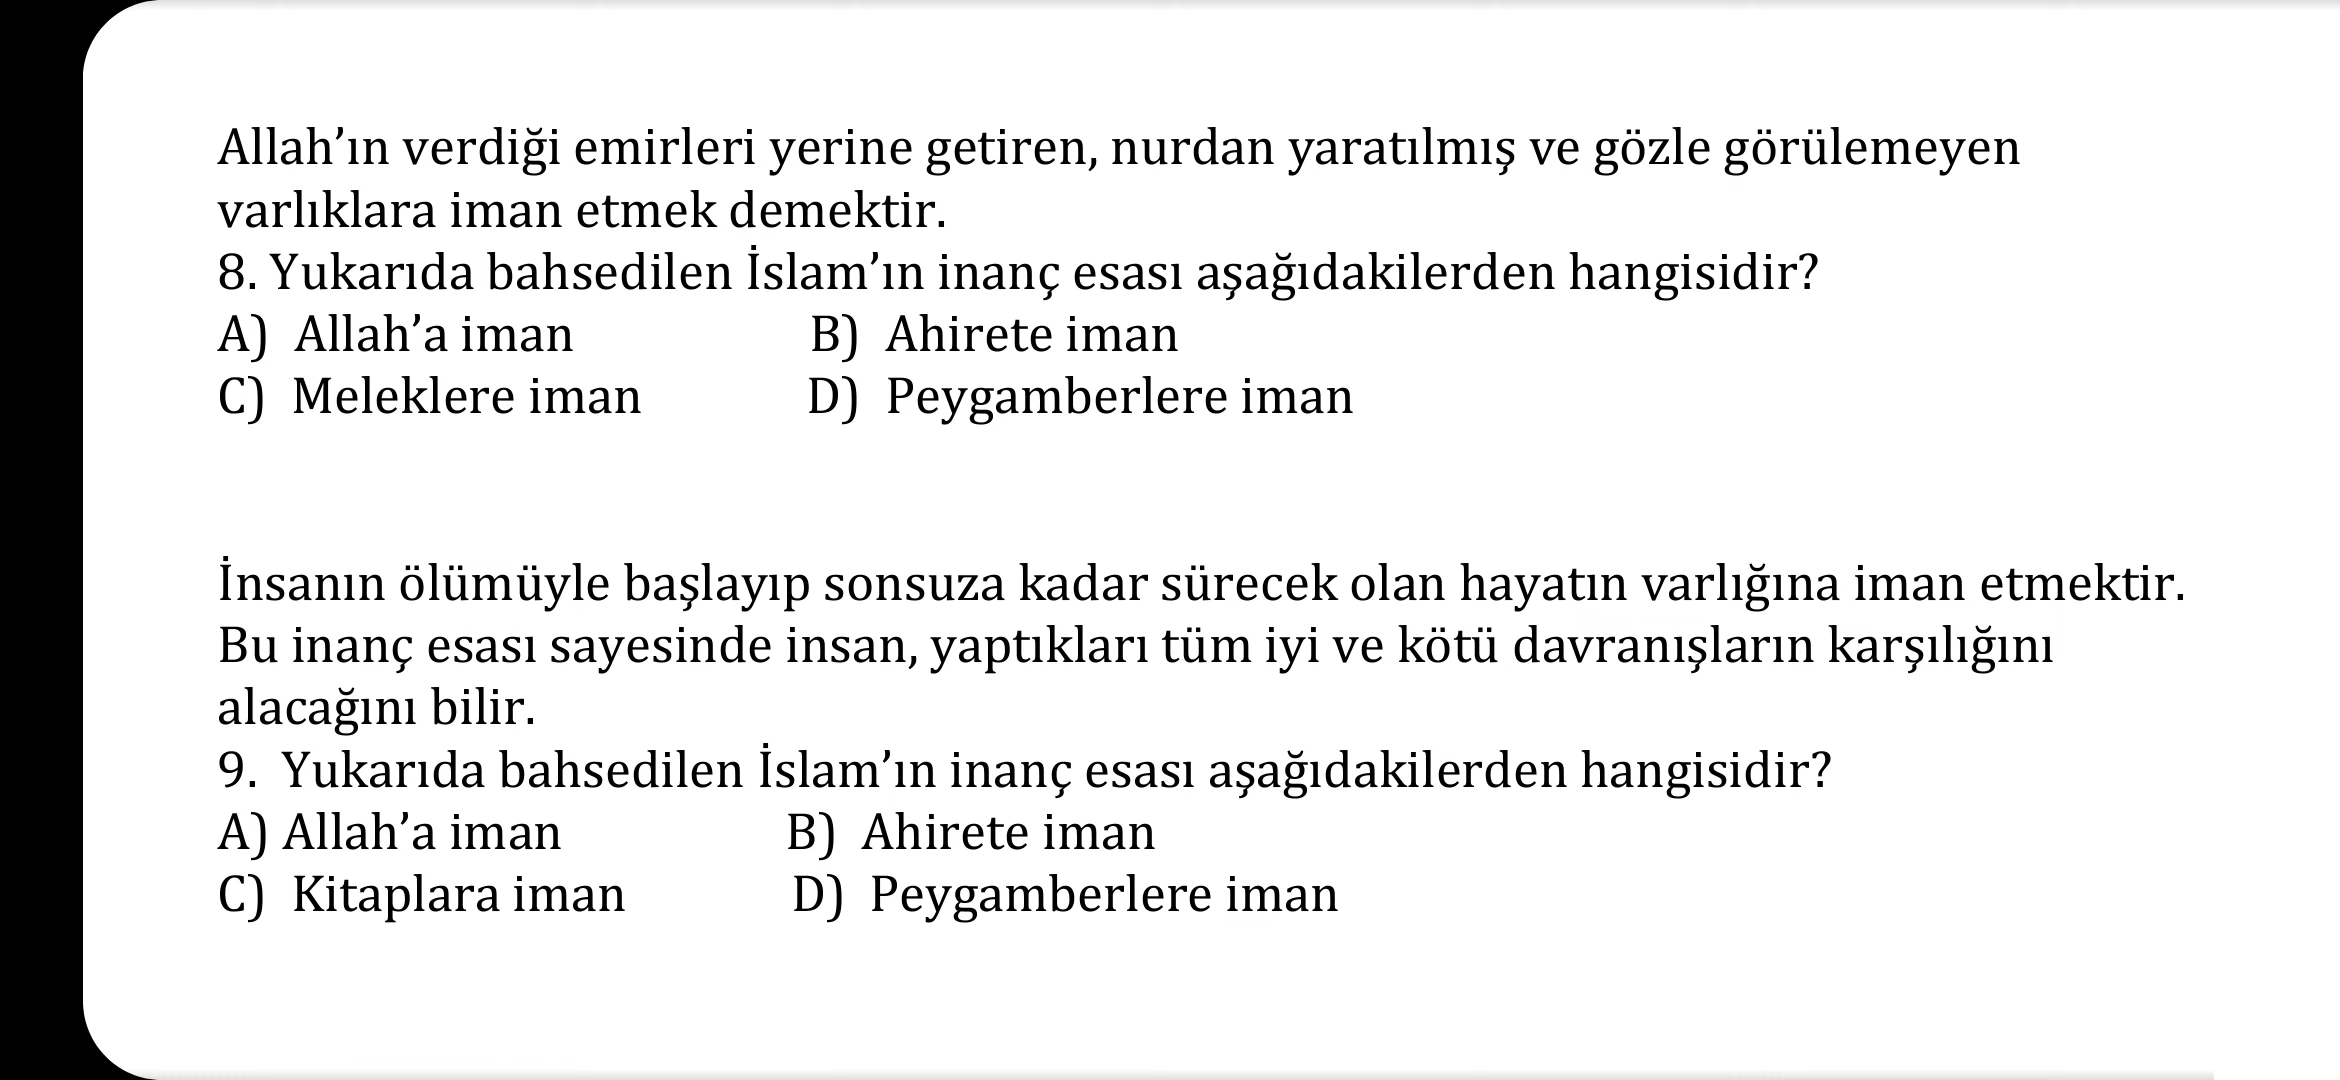 Allah’ın verdiği emirleri yerine getiren, nurdan yaratılmış ve gözle görülemeyen
varlıklara iman etmek demektir.
8. Yukarıda bahsedilen İslam’ın inanç esası aşağıdakilerden hangisidir?
A) Allah’a iman B) Ahirete iman
C) Meleklere iman D) Peygamberlere iman
İnsanın ölümüyle başlayıp sonsuza kadar sürecek olan hayatın varlığına iman etmektir.
Bu inanç esası sayesinde insan, yaptıkları tüm iyi ve kötü davranışların karşılığını
alacağını bilir.
9. Yukarıda bahsedilen İslam’ın inanç esası aşağıdakilerden hangisidir?
A) Allah’a iman B) Ahirete iman
C) Kitaplara iman D) Peygamberlere iman